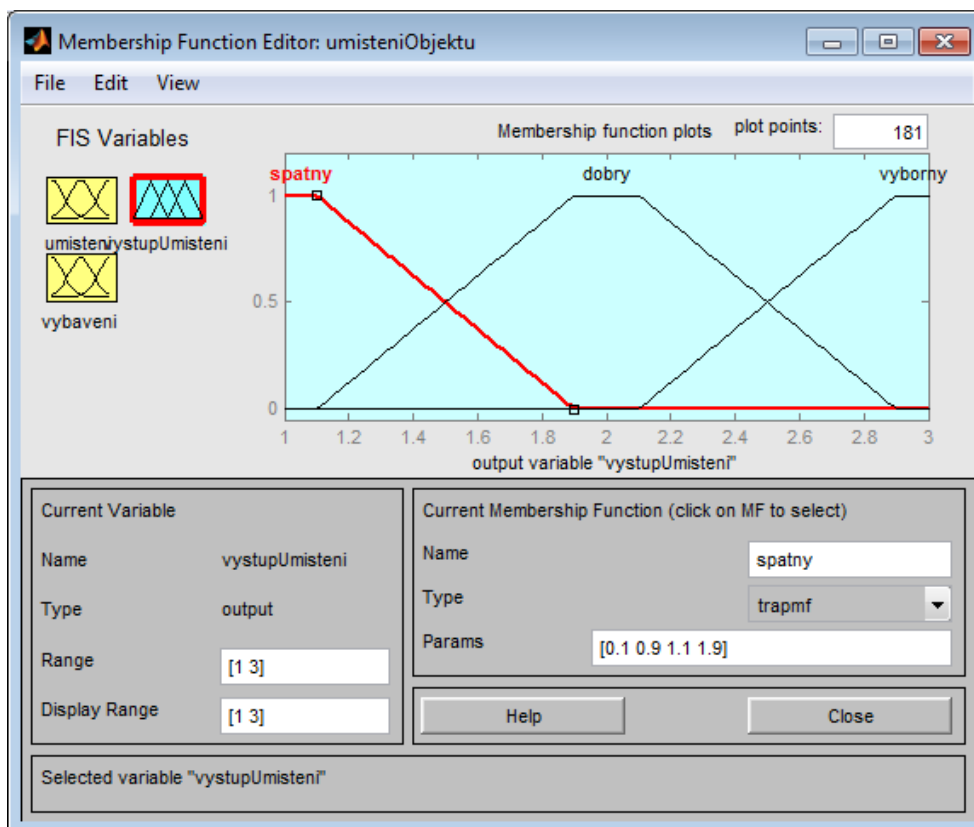 Membership Function Editor: umisteniObjektu
File Edit View
FIS Variables
Membership function plots
plot points:
181
umisteni
vystupUmisteni
vybaveni
spatny
dobry
vyborny
1
0.5
0
1 1.2 1.4 1.6 1.8 2 2.2 2.4 2.6 2.8 3
output variable "vystupUmisteni"
Current Variable
Name vystupUmisteni
Type output
Range [1 3]
Display Range [1 3]
Current Membership Function (click on MF to select)
Name spatny
Type trapmf
Params [0.1 0.9 1.1 1.9]
Help Close
Selected variable "vystupUmisteni"